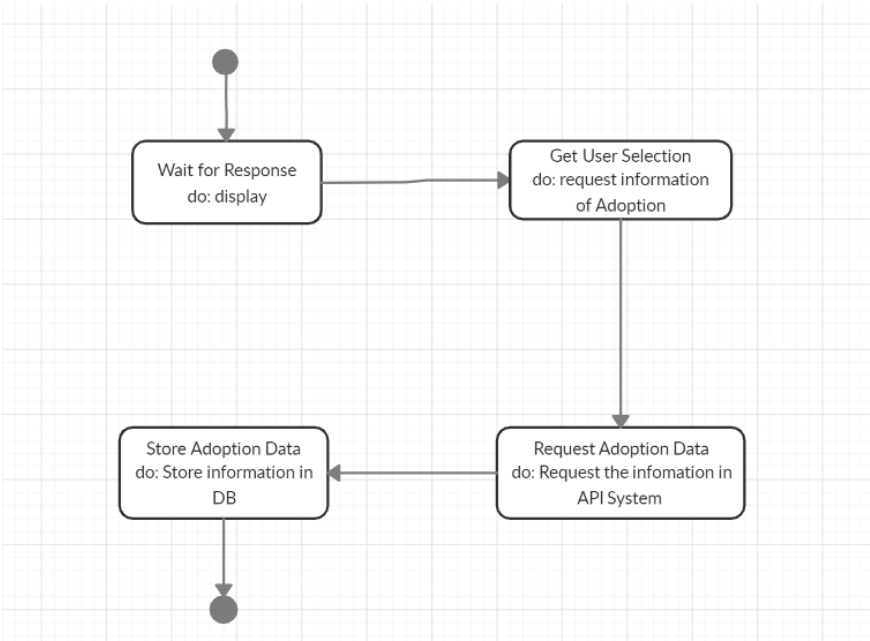 Wait for Response
do: display
Get User Selection
do: request information
of Adoption
Store Adoption Data
do: Store information in
DB
Request Adoption Data
do: Request the infomation in
API System